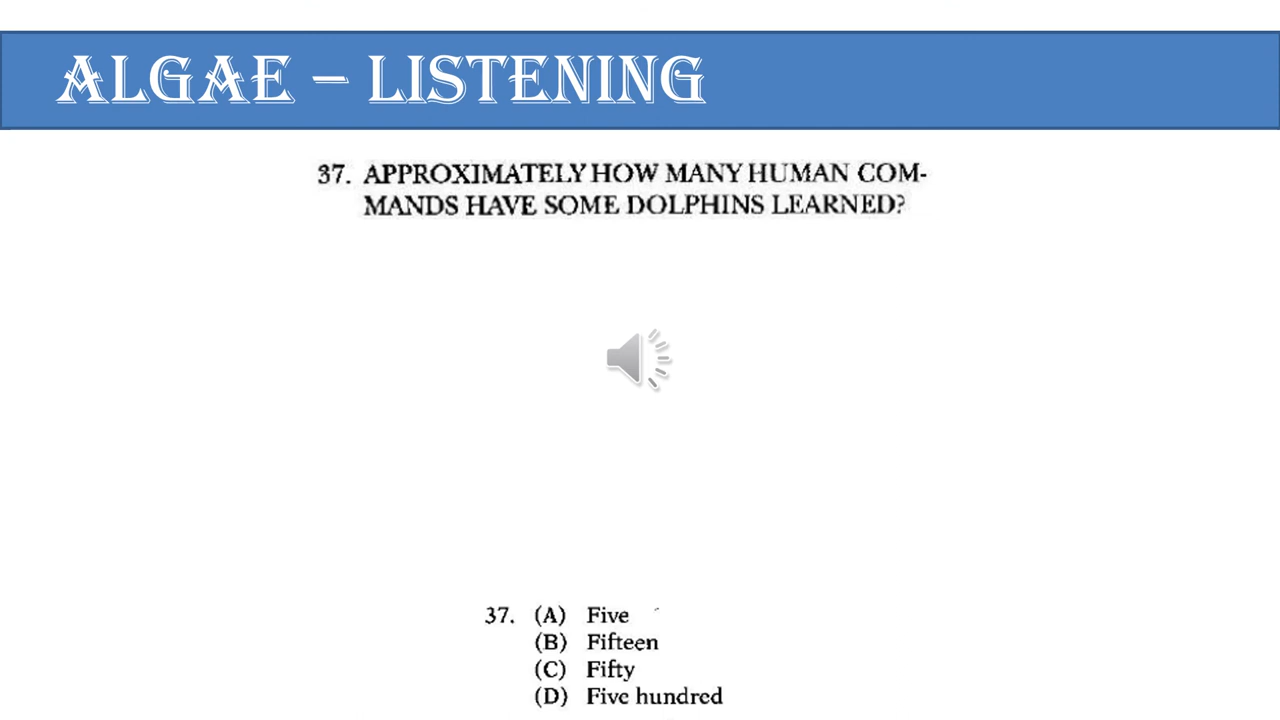 ALGAE – LISTENING
37. APPROXIMATELY HOW MANY HUMAN COM-
MANDS HAVE SOME DOLPHINS LEARNED?
37. (A) Five
(B) Fifteen
(C) Fifty
(D) Five hundred